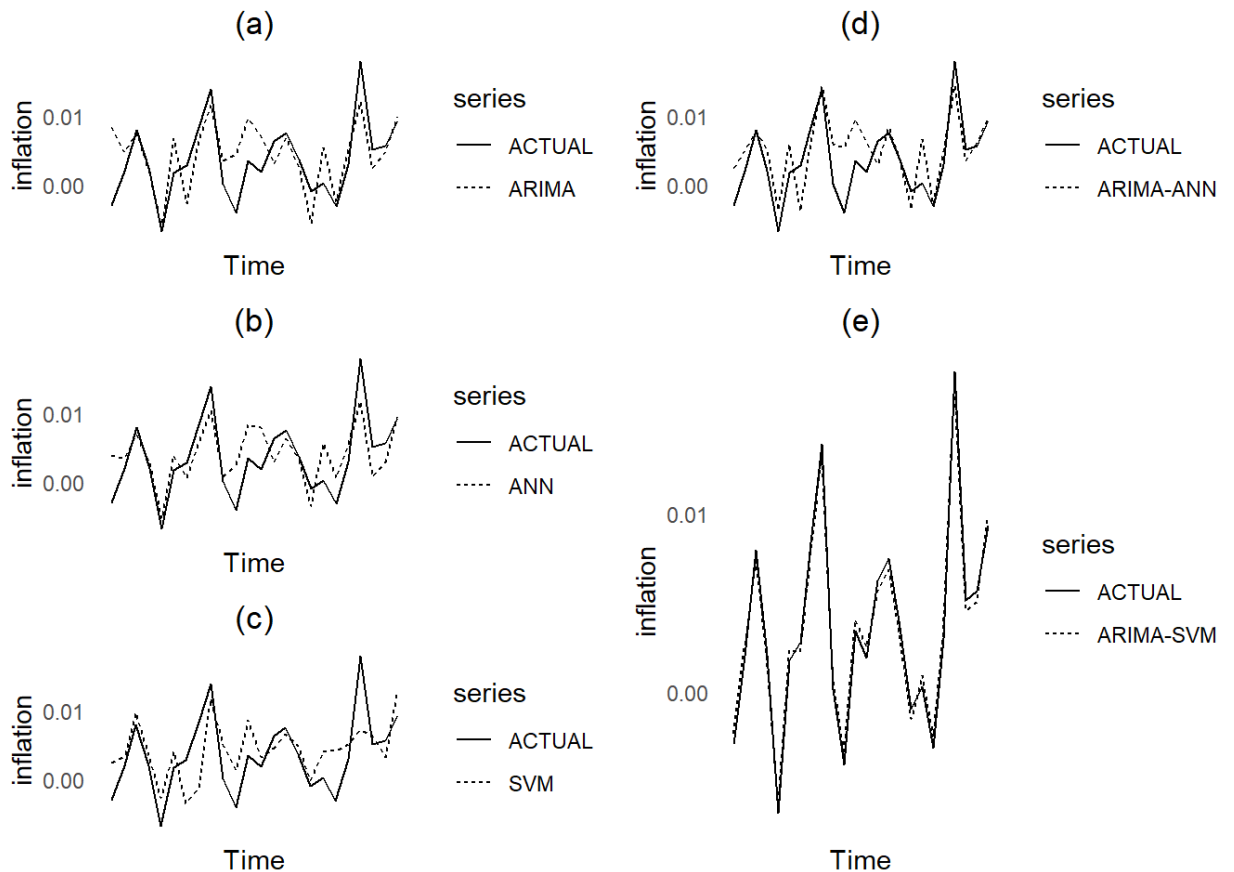 (a)
inflation
0.01
0.00
Time
series
ACTUAL
ARIMA
(b)
inflation
0.01
0.00
Time
series
ACTUAL
ANN
(c)
inflation
0.01
0.00
Time
series
ACTUAL
SVM
(d)
inflation
0.01
0.00
Time
series
ACTUAL
ARIMA-ANN
(e)
inflation
0.01
0.00
Time
series
ACTUAL
ARIMA-SVM